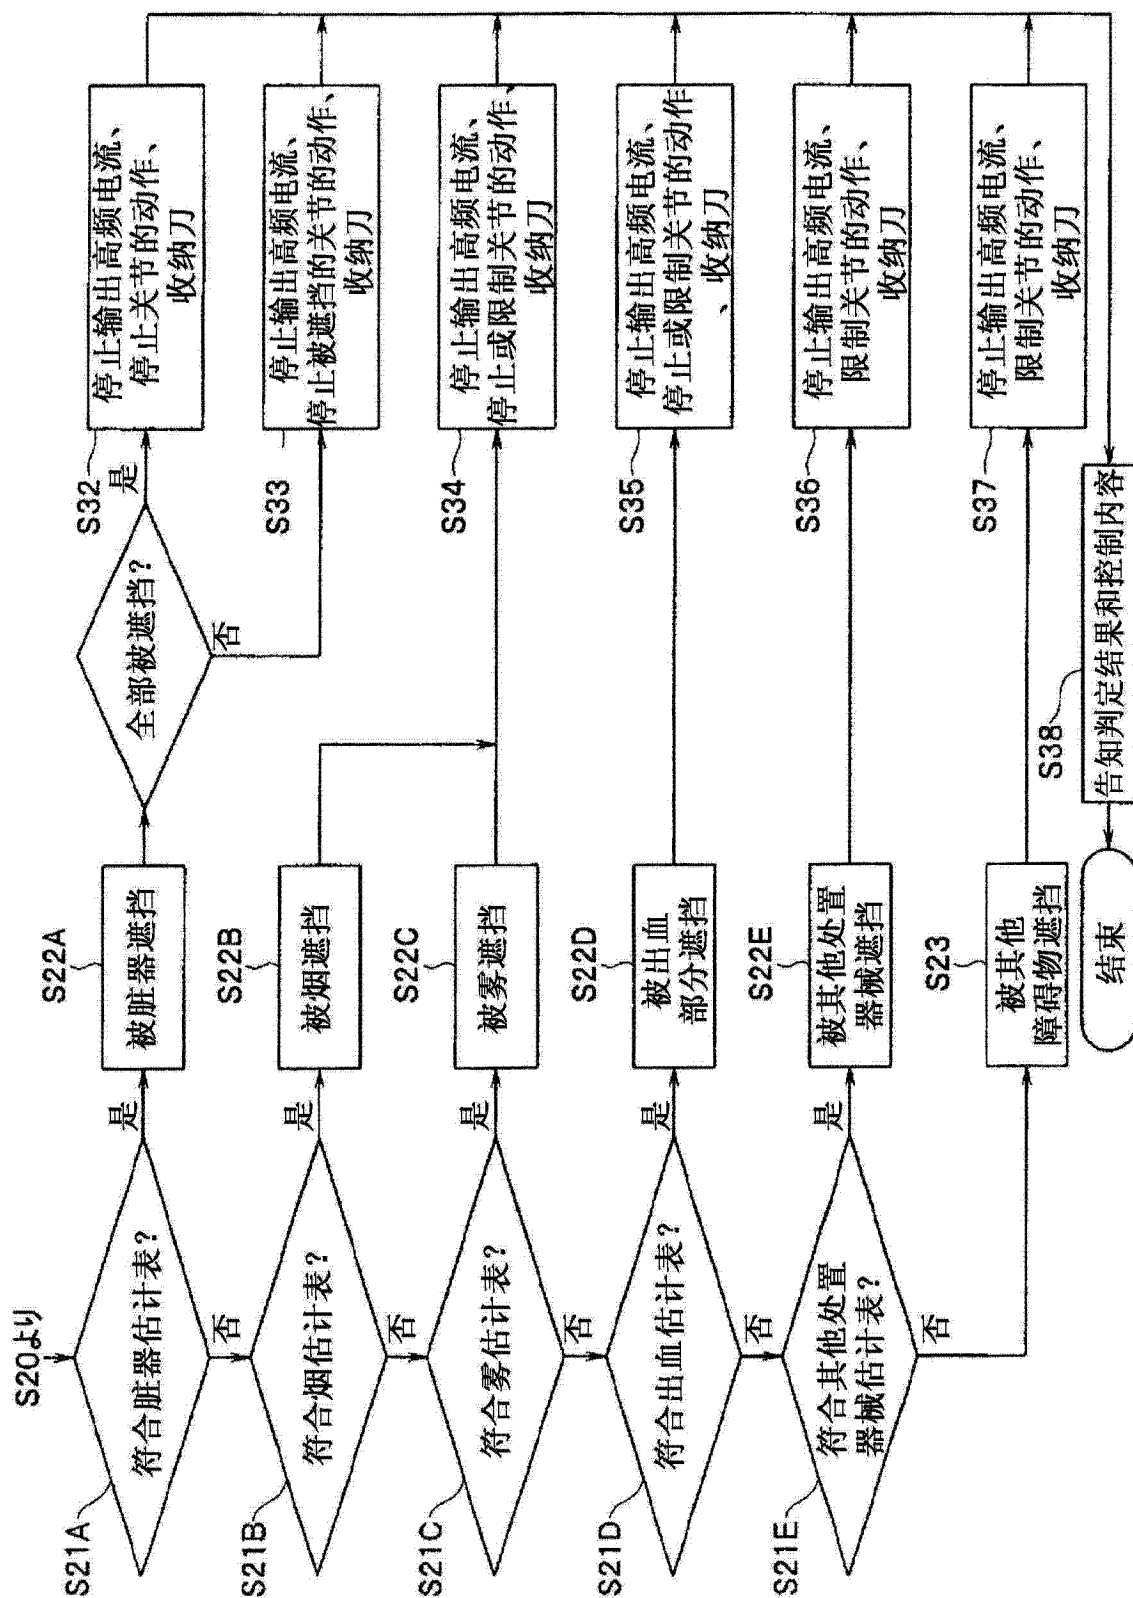 S20より
S21A
符合脏器估计表?
是
否
S22A
被脏器遮挡
全部被遮挡?
是
否
S32
停止输出高频电流、
停止关节的动作、
收纳刀
S33
停止输出高频电流、
停止被遮挡的关节的动作、
收纳刀
S21B
符合烟估计表?
是
否
S22B
被烟遮挡
S21C
符合雾估计表?
是
否
S22C
被雾遮挡
S34
停止输出高频电流、
停止或限制关节的动作、
收纳刀
S21D
符合出血估计表?
是
否
S22D
被出血
部分遮挡
S35
停止输出高频电流、
停止或限制关节的动作
、收纳刀
S21E
符合其他处置
器械估计表?
是
否
S22E
被其他处置
器械遮挡
S36
停止输出高频电流、
限制关节的动作、
收纳刀
S23
被其他
障碍物遮挡
S37
停止输出高频电流、
限制关节的动作、
收纳刀
S38
告知判定结果和控制内容
结束